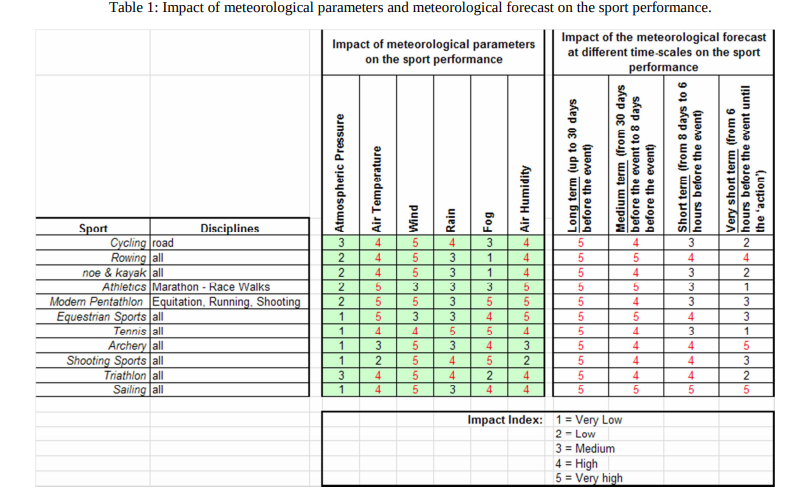 Table 1: Impact of meteorological parameters and meteorological forecast on the sport performance.
Impact of meteorological parameters
on the sport performance
Impact of the meteorological forecast
at different time-scales on the sport
performance
Atmospheric Pressure
Air Temperature
Wind
Rain
Fog
Air Humidity
Long term (up to 30 days
before the event)
Medium term (from 30 days
before the event to 8 days
before the event)
Short term (from 8 days to 6
hours before the event)
Very short term (from 6
hours before the event until
the 'action')
Sport Disciplines
Cycling road 3 4 5 4 3 4 5 4 3 2
Rowing all 2 4 5 3 1 4 5 5 4 4
noe & kayak all 2 4 5 3 1 4 5 4 3 2
Athletics Marathon - Race Walks 2 5 3 3 3 5 5 5 3 1
Modern Pentathlon Equitation, Running, Shooting 2 5 5 3 5 5 5 4 3 3
Equestrian Sports all 1 5 3 3 4 5 5 5 4 3
Tennis all 1 4 4 5 5 4 5 4 3 1
Archery all 1 3 5 3 4 3 5 4 4 5
Shooting Sports all 1 2 5 4 5 2 5 4 4 3
Triathlon all 3 4 5 4 2 4 5 4 4 2
Sailing all 1 4 5 3 4 4 5 5 5 5
Impact Index: 1 = Very Low
2 = Low
3 = Medium
4 = High
5 = Very high